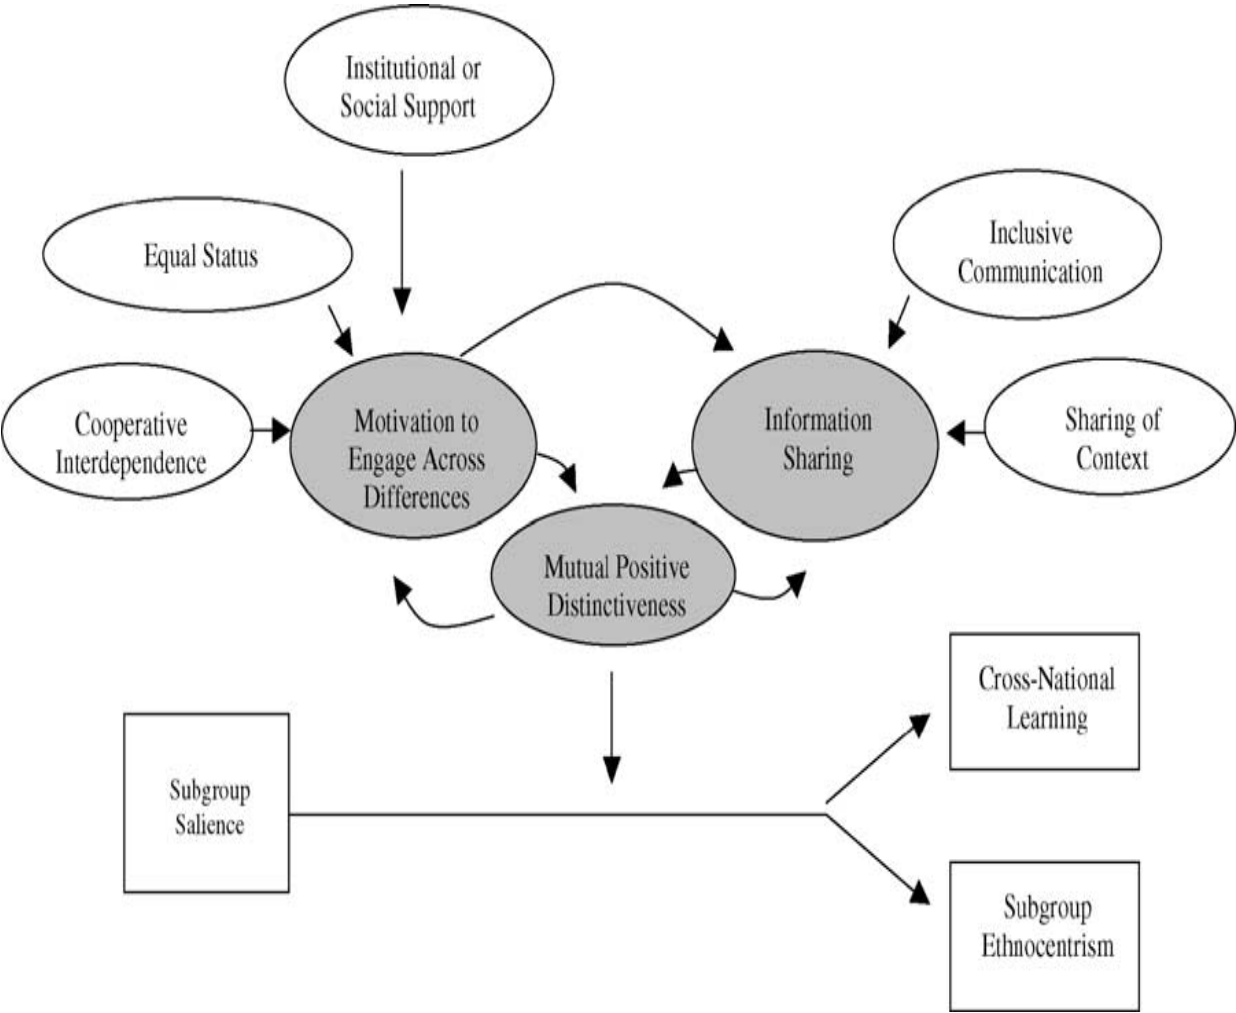 Institutional or
Social Support
Equal Status
Inclusive
Communication
Cooperative
Interdependence
Motivation to
Engage Across
Differences
Information
Sharing
Sharing of
Context
Mutual Positive
Distinctiveness
Cross-National
Learning
Subgroup
Salience
Subgroup
Ethnocentrism